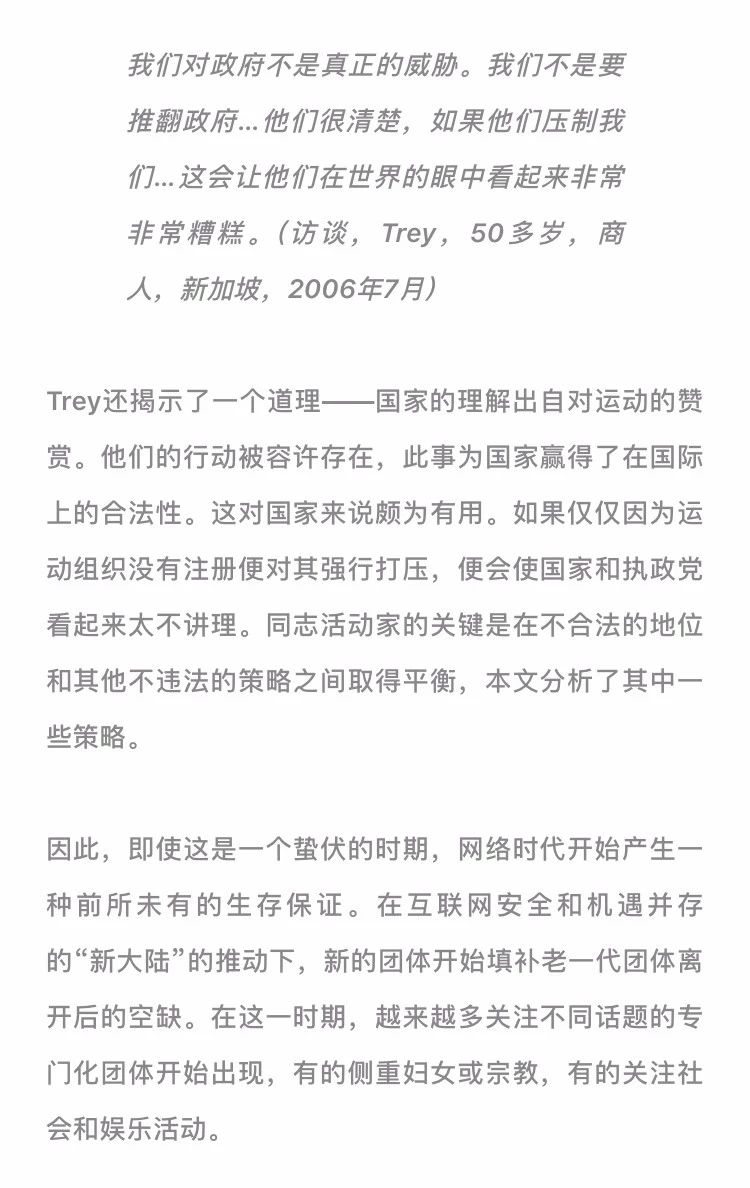 我们对政府不是真正的威胁。我们不是要
推翻政府...他们很清楚，如果他们压制我
们...这会让他们在世界的眼中看起来非常
非常糟糕。（访谈，Trey，50多岁，商
人，新加坡，2006年7月）
Trey还揭示了一个道理——国家的理解出自对运动的赞
赏。他们的行动被容许存在，此事为国家赢得了在国际
上的合法性。这对国家来说颇为有用。如果仅仅因为运
动组织没有注册便对其强行打压，便会使国家和执政党
看起来太不讲理。同志活动家的关键是在不合法的地位
和其他不违法的策略之间取得平衡，本文分析了其中一
些策略。
因此，即使这是一个蛰伏的时期，网络时代开始产生一
种前所未有的生存保证。在互联网安全和机遇并存
的“新大陆”的推动下，新的团体开始填补老一代团体离
开后的空缺。在这一时期，越来越多关注不同话题的专
门化团体开始出现，有的侧重妇女或宗教，有的关注社
会和娱乐活动。